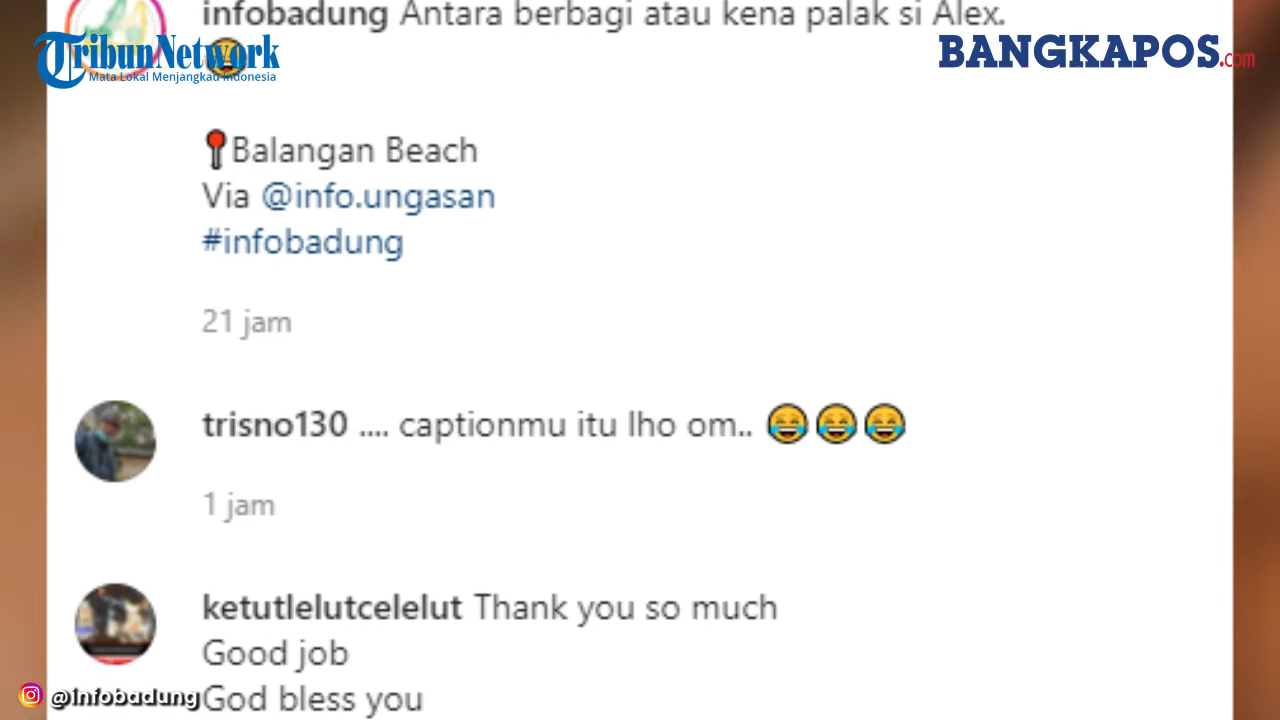 infobadung Antara berbagi atau kena palak si Alex.
😂
TribunNetwork
Mata Lokal Menjangkau Indonesia
BANGKAPOS.com
📍Balangan Beach
Via @info.ungasan
#infobadung
21 jam
trisno130 .... captionmu itu lho om.. 😂😂😂
1 jam
ketutlelutcelelut Thank you so much
Good job
God bless you
@infobadung